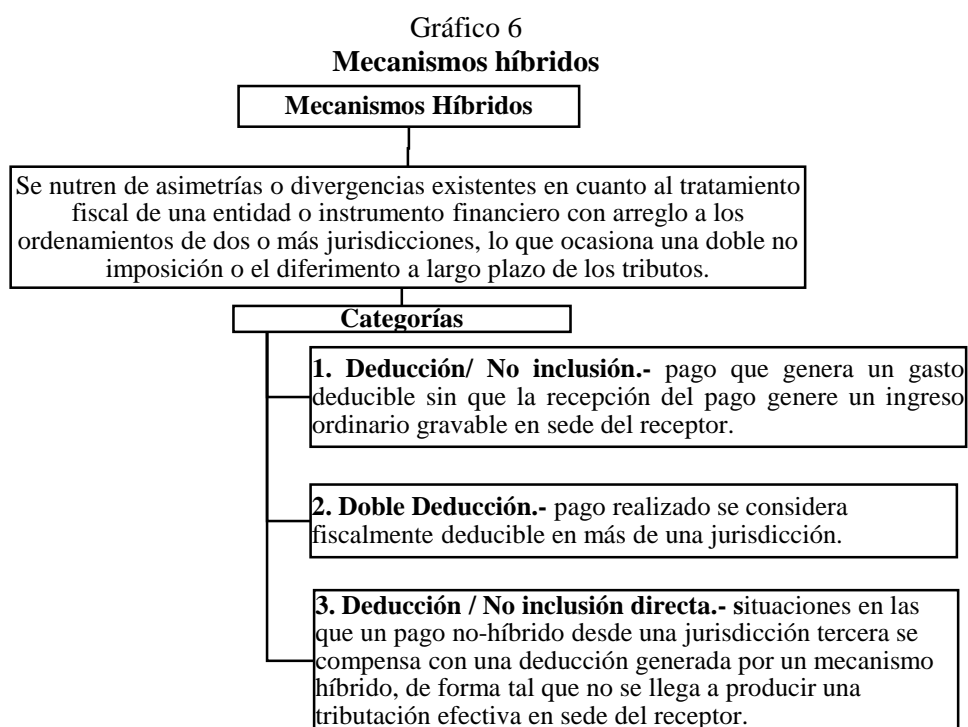 Gráfico 6
Mecanismos híbridos
Mecanismos Híbridos
Se nutren de asimetrías o divergencias existentes en cuanto al tratamiento
fiscal de una entidad o instrumento financiero con arreglo a los
ordenamientos de dos o más jurisdicciones, lo que ocasiona una doble no
imposición o el diferimento a largo plazo de los tributos.
Categorías
1. Deducción/ No inclusión.- pago que genera un gasto
deducible sin que la recepción del pago genere un ingreso
ordinario gravable en sede del receptor.
2. Doble Deducción.- pago realizado se considera
fiscalmente deducible en más de una jurisdicción.
3. Deducción / No inclusión directa.- situaciones en las
que un pago no-híbrido desde una jurisdicción tercera se
compensa con una deducción generada por un mecanismo
híbrido, de forma tal que no se llega a producir una
tributación efectiva en sede del receptor.